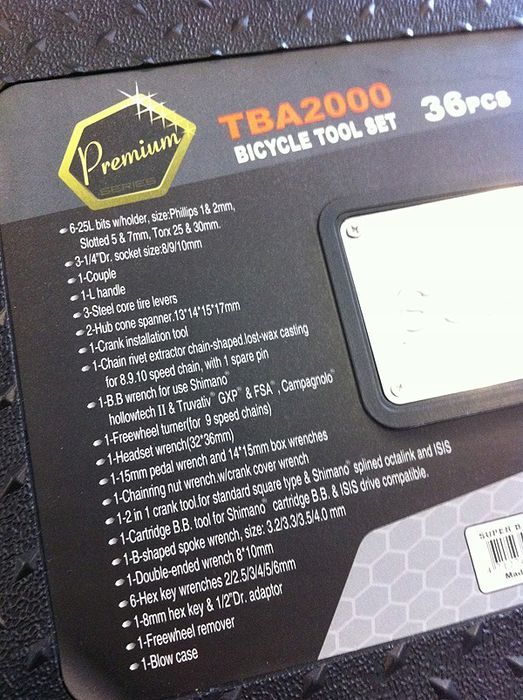 Premium
SERIES
TBA2000
BICYCLE TOOL SET
36PCS
6-25L bits w/holder, size:Phillips 1& 2mm,
Slotted 5 & 7mm, Torx 25 & 30mm.
3-1/4"Dr. socket size:8/9/10mm
1-Couple
1-L handle
3-Steel core tire levers
2-Hub cone spanner.13*14*15*17mm
1-Crank installation tool
1-Chain rivet extractor chain-shaped.lost-wax casting
for 8.9.10 speed chain, with 1 spare pin
1-B.B wrench for use Shimano®
hollowtech II & Truvativ® GXP® & FSA®, Campagnolo®
1-Freewheel turner(for 9 speed chains)
1-Headset wrench(32*36mm)
1-15mm pedal wrench and 14*15mm box wrenches
1-Chainring nut wrench.w/crank cover wrench
1-2 in 1 crank tool.for standard square type & Shimano® splined octalink and ISIS
1-Cartridge B.B. tool for Shimano® cartridge B.B. & ISIS drive compatible.
1-B-shaped spoke wrench, size: 3.2/3.3/3.5/4.0 mm
1-Double-ended wrench 8*10mm
6-Hex key wrenches 2/2.5/3/4/5/6mm
1-8mm hex key & 1/2"Dr. adaptor
1-Freewheel remover
1-Blow case
SUPER B
Mad